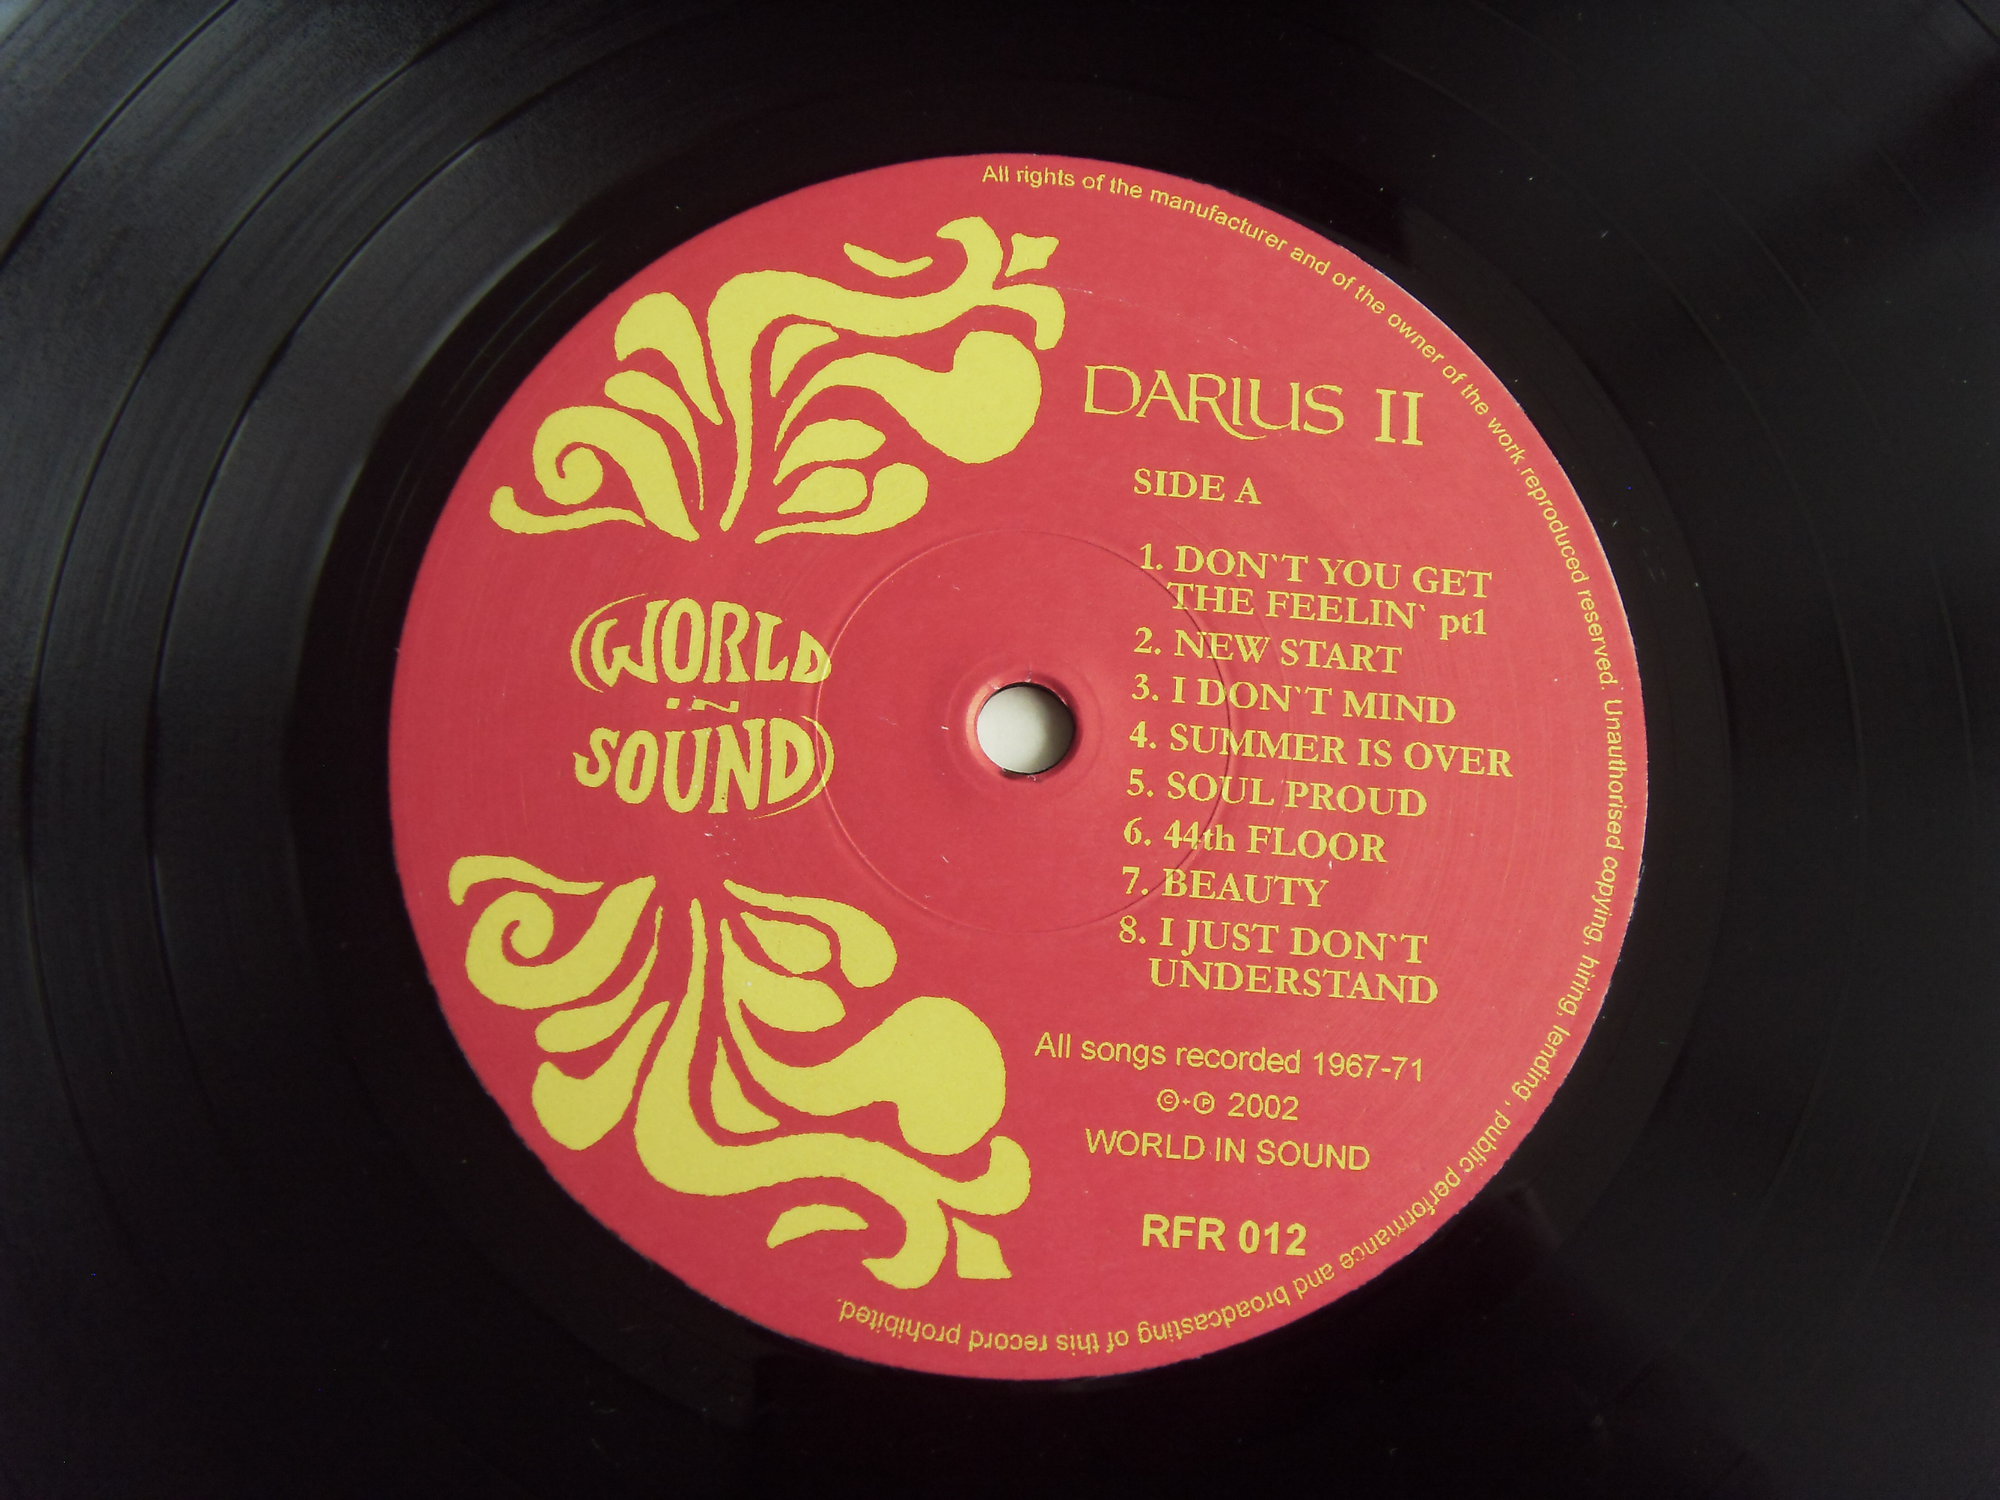 All rights of the manufacturer and of the owner of the work reproduced reserved. Unauthorised copying, hiring, lending , public performance and broadcasting of this record prohibited.
WORLD
IN
SOUND
DARIUS II
SIDE A
1. DON`T YOU GET
THE FEELIN` pt1
2. NEW START
3. I DON`T MIND
4. SUMMER IS OVER
5. SOUL PROUD
6. 44th FLOOR
7. BEAUTY
8. I JUST DON`T
UNDERSTAND
All songs recorded 1967-71
©+℗ 2002
WORLD IN SOUND
RFR 012